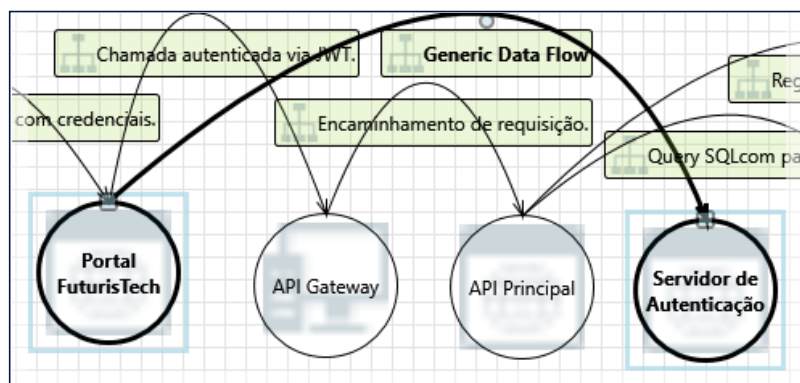 Chamada autenticada via JWT.
Generic Data Flow
Reg
com credenciais.
Encaminhamento de requisição.
Query SQLcom pa
Portal
FuturisTech
API Gateway
API Principal
Servidor de
Autenticação